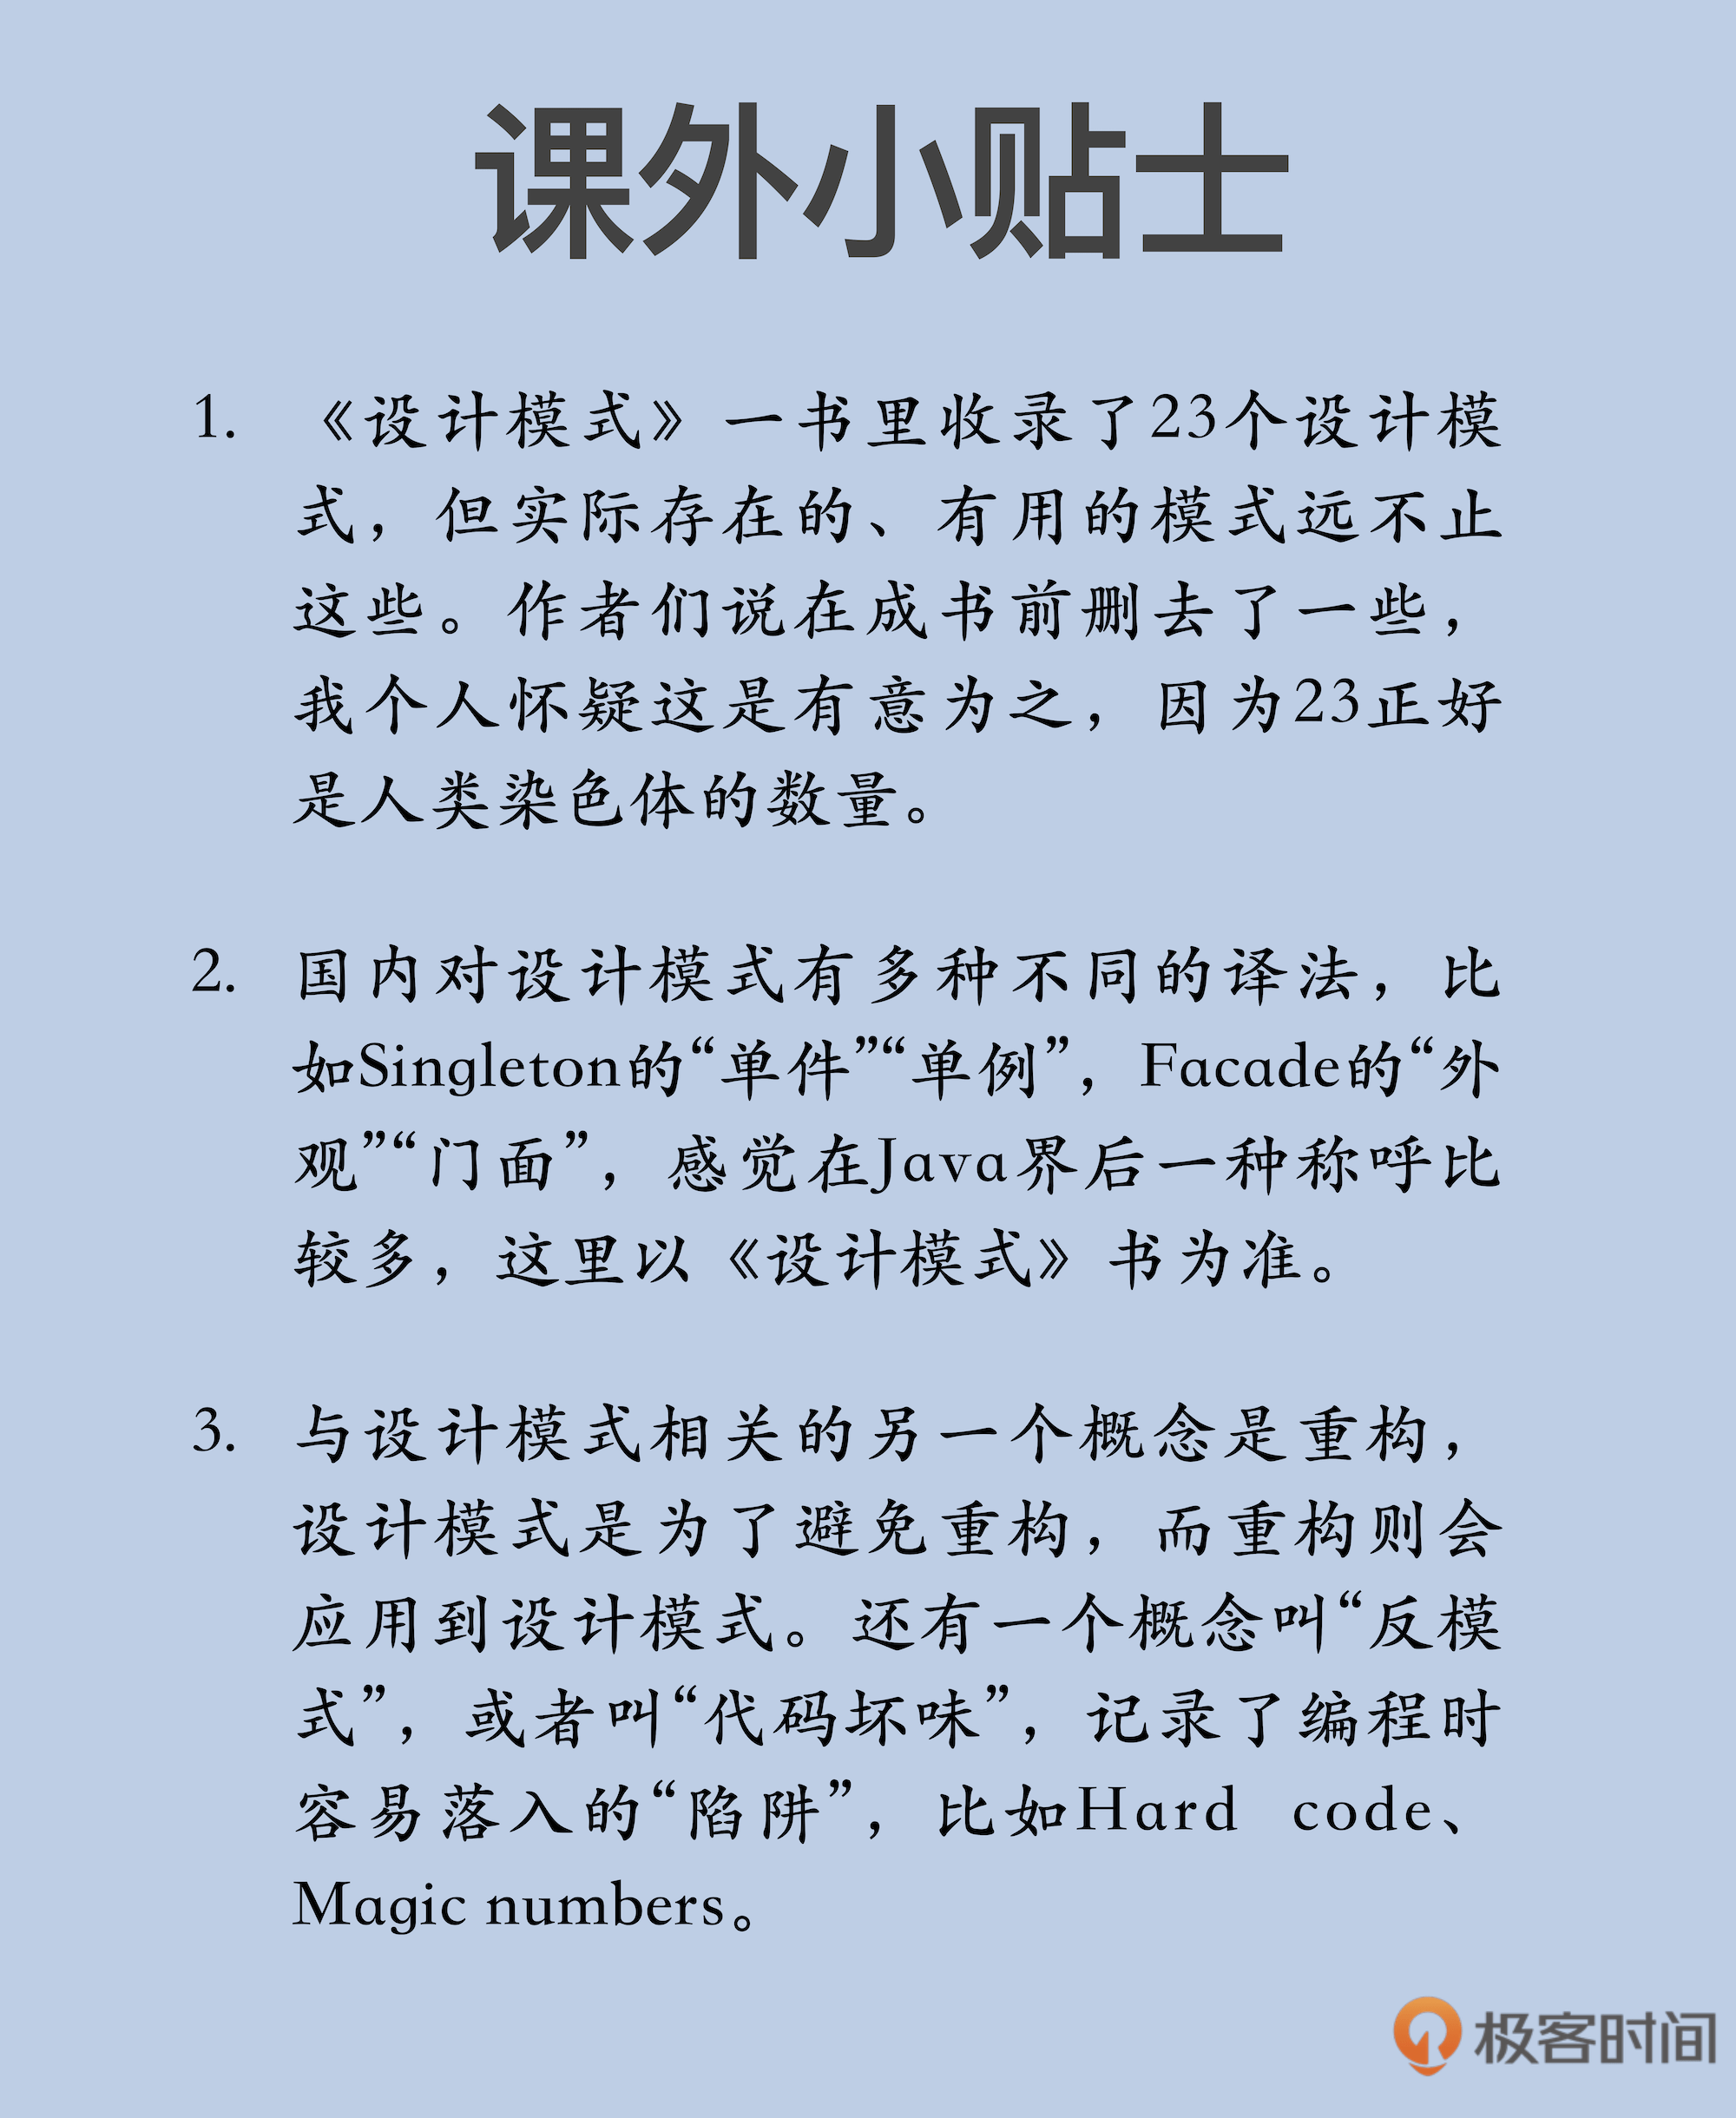 课外小贴士
1. 《设计模式》一书里收录了23个设计模
式，但实际存在的、有用的模式远不止
这些。作者们说在成书前删去了一些，
我个人怀疑这是有意为之，因为23正好
是人类染色体的数量。
2. 国内对设计模式有多种不同的译法，比
如Singleton的“单件”“单例”，Facade的“外
观”“门面”，感觉在Java界后一种称呼比
较多，这里以《设计模式》书为准。
3. 与设计模式相关的另一个概念是重构，
设计模式是为了避免重构，而重构则会
应用到设计模式。还有一个概念叫“反模
式”，或者叫“代码坏味”，记录了编程时
容易落入的“陷阱”，比如Hard code、
Magic numbers。
极客时间